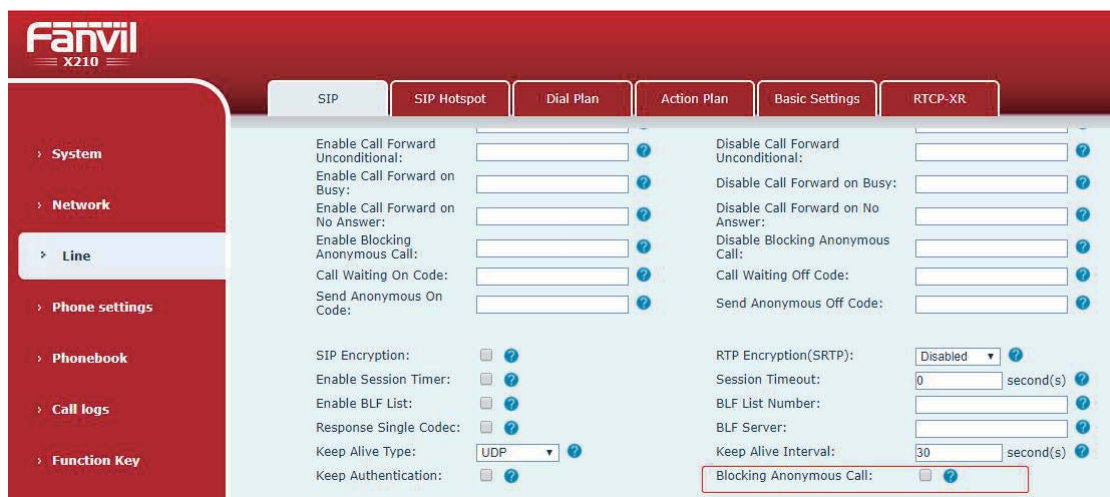 Fanvil
X210
SIP
SIP Hotspot
Dial Plan
Action Plan
Basic Settings
RTCP-XR
System
Network
Line
Phone settings
Phonebook
Call logs
Function Key
Enable Call Forward
Unconditional:
Disable Call Forward
Unconditional:
Enable Call Forward on
Busy:
Disable Call Forward on Busy:
Enable Call Forward on
No Answer:
Disable Call Forward on No
Answer:
Enable Blocking
Anonymous Call:
Disable Blocking Anonymous
Call:
Call Waiting On Code:
Call Waiting Off Code:
Send Anonymous On
Code:
Send Anonymous Off Code:
SIP Encryption:
RTP Encryption(SRTP): Disabled
Enable Session Timer:
Session Timeout: 0 second(s)
Enable BLF List:
BLF List Number:
Response Single Codec:
BLF Server:
Keep Alive Type: UDP
Keep Alive Interval: 30 second(s)
Keep Authentication:
Blocking Anonymous Call: